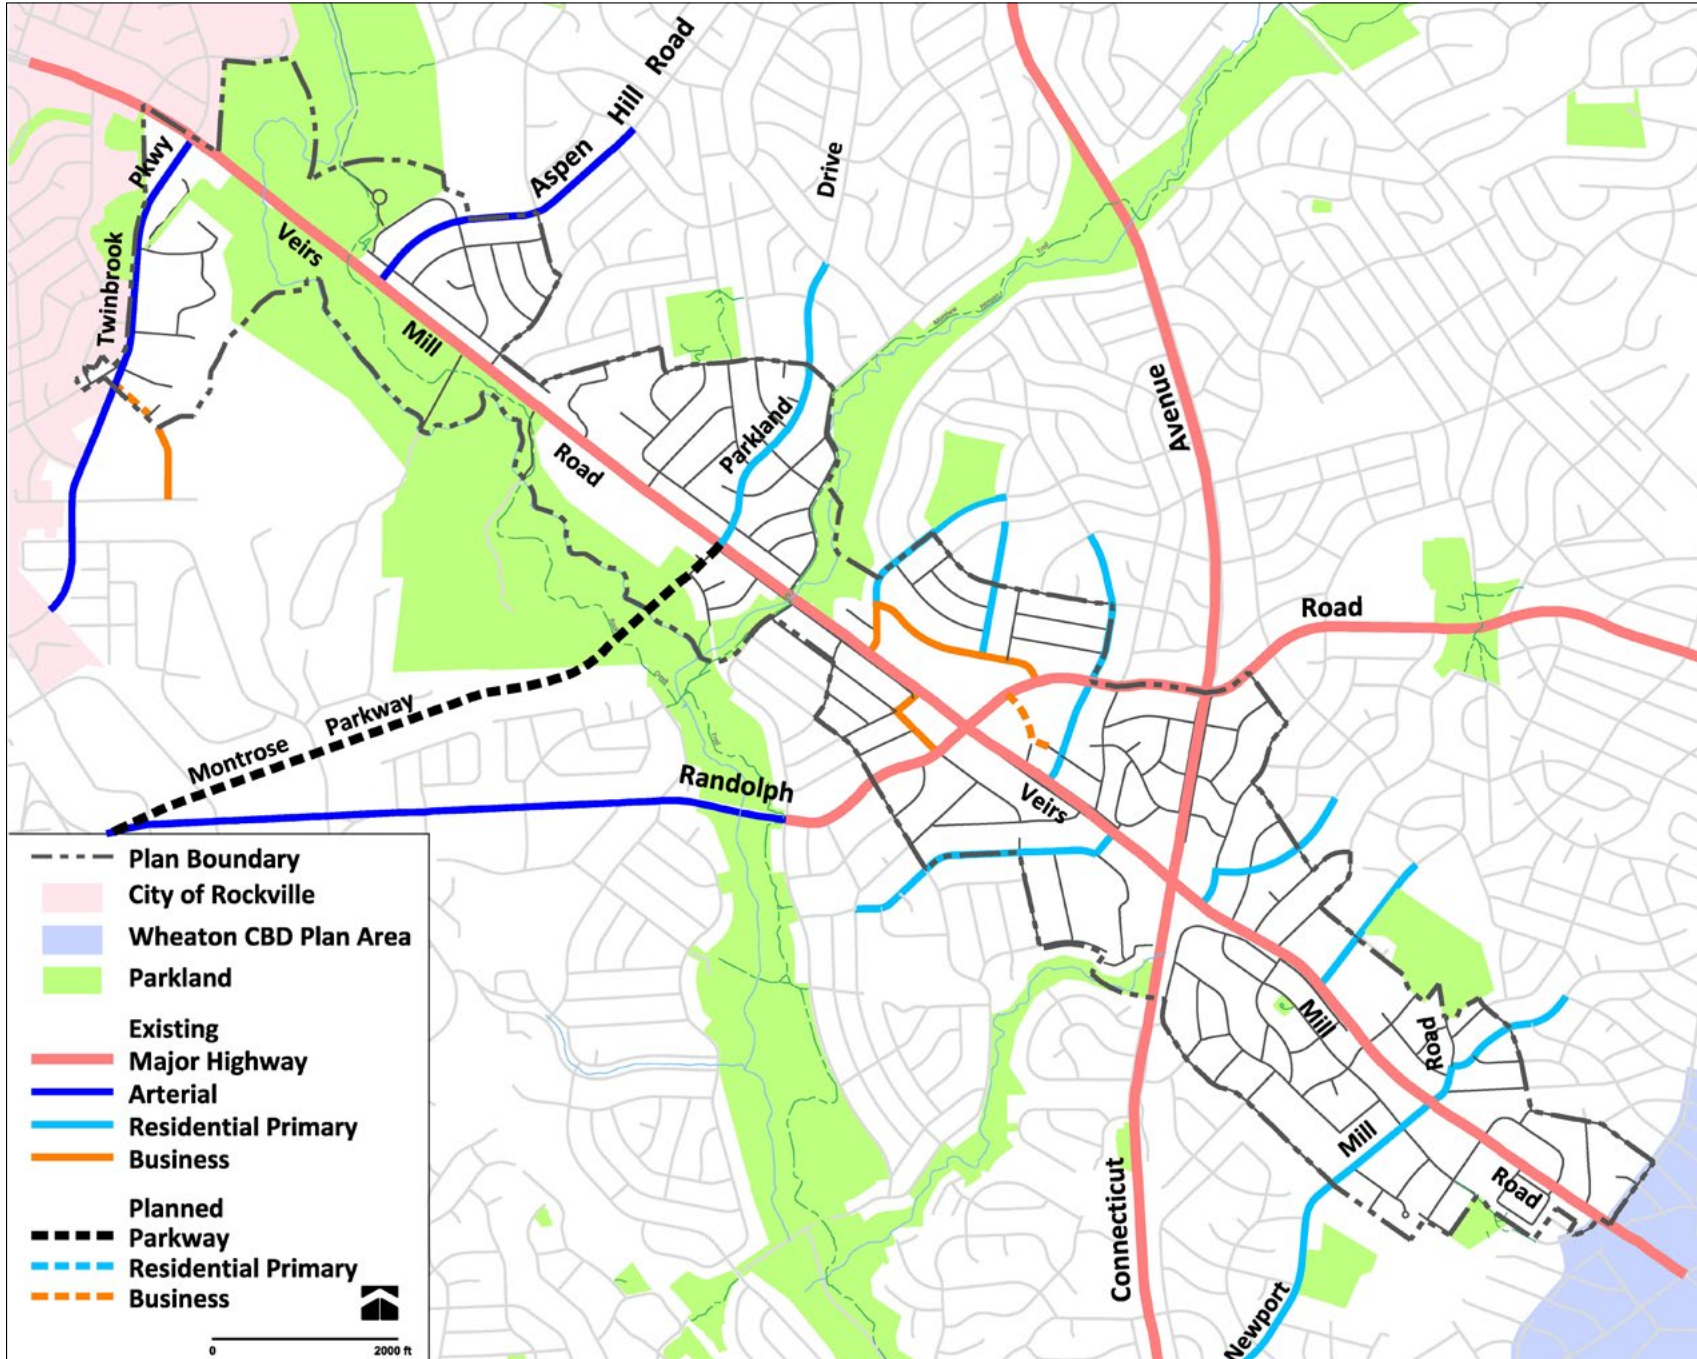 Aspen
Hill
Road
Drive
Pkwy
Twinbrook
Veirs
Mill
Road
Parkland
Avenue
Road
Montrose
Parkway
Randolph
Veirs
Mill
Road
Mill
Road
Connecticut
Newport
Plan Boundary
City of Rockville
Wheaton CBD Plan Area
Parkland
Existing
Major Highway
Arterial
Residential Primary
Business
Planned
Parkway
Residential Primary
Business
0 2000 ft